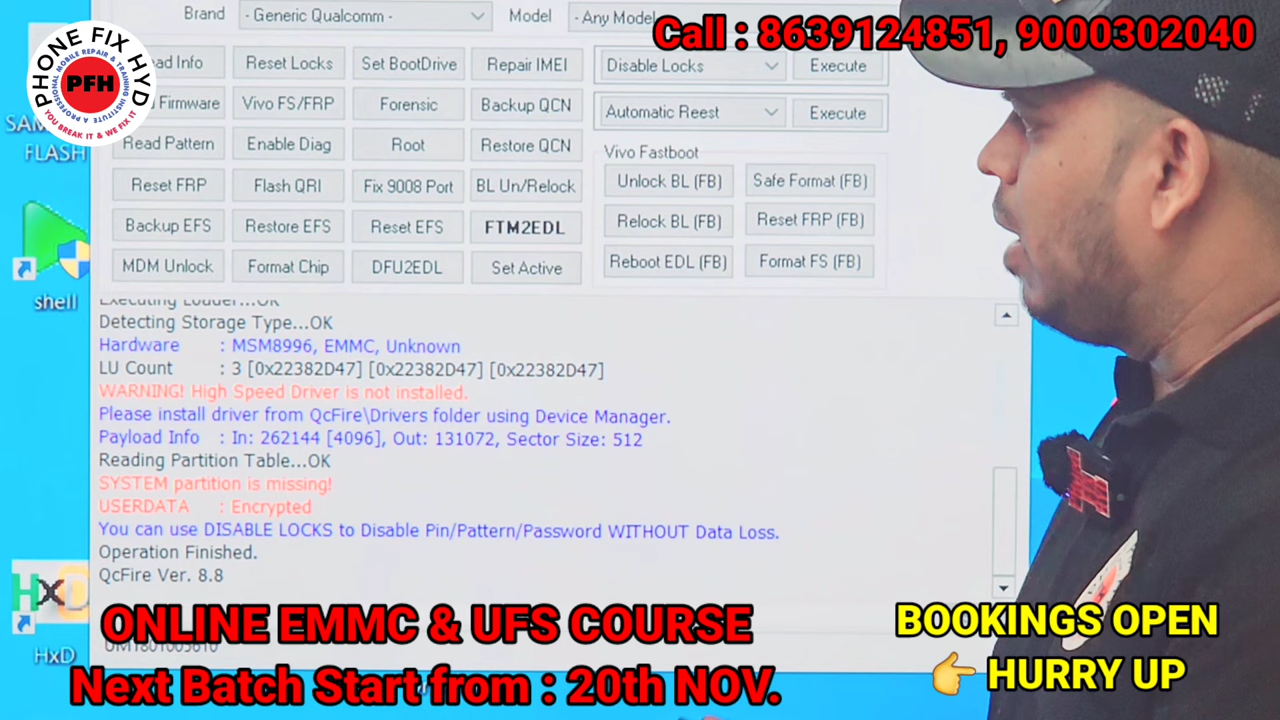 Brand - Generic Qualcomm - Model - Any Model
Call : 8639124851, 9000302040
PHONE FIX HYD
A PROFESSIONAL MOBILE REPAIR & TRAINING INSTITUTE
PFH
YOU BREAK IT & WE FIX IT
Info Reset Locks Set BootDrive Repair IMEI Disable Locks Execute
Firmware Vivo FS/FRP Forensic Backup QCN Automatic Reest Execute
Read Pattern Enable Diag Root Restore QCN Vivo Fastboot
Reset FRP Flash QRI Fix 9008 Port BL Un/Relock Unlock BL (FB) Safe Format (FB)
Backup EFS Restore EFS Reset EFS FTM2EDL Relock BL (FB) Reset FRP (FB)
MDM Unlock Format Chip DFU2EDL Set Active Reboot EDL (FB) Format FS (FB)
FLASH
shell
HxD
Executing Loader...OK
Detecting Storage Type...OK
Hardware : MSM8996, EMMC, Unknown
LU Count : 3 [0x22382D47] [0x22382D47] [0x22382D47]
WARNING! High Speed Driver is not installed.
Please install driver from QcFire\Drivers folder using Device Manager.
Payload Info : In: 262144 [4096], Out: 131072, Sector Size: 512
Reading Partition Table...OK
SYSTEM partition is missing!
USERDATA : Encrypted
You can use DISABLE LOCKS to Disable Pin/Pattern/Password WITHOUT Data Loss.
Operation Finished.
QcFire Ver. 8.8
ONLINE EMMC & UFS COURSE
Next Batch Start from : 20th NOV.
BOOKINGS OPEN
👉 HURRY UP